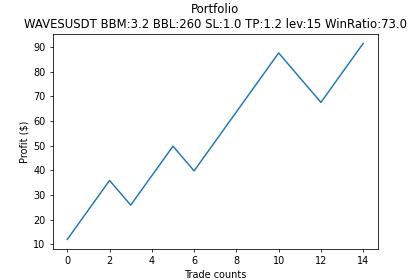 Portfolio
WAVESUSDT BBM:3.2 BBL:260 SL:1.0 TP:1.2 lev:15 WinRatio:73.0
90
80
70
60
50
40
30
20
10
Profit ($)
0 2 4 6 8 10 12 14
Trade counts